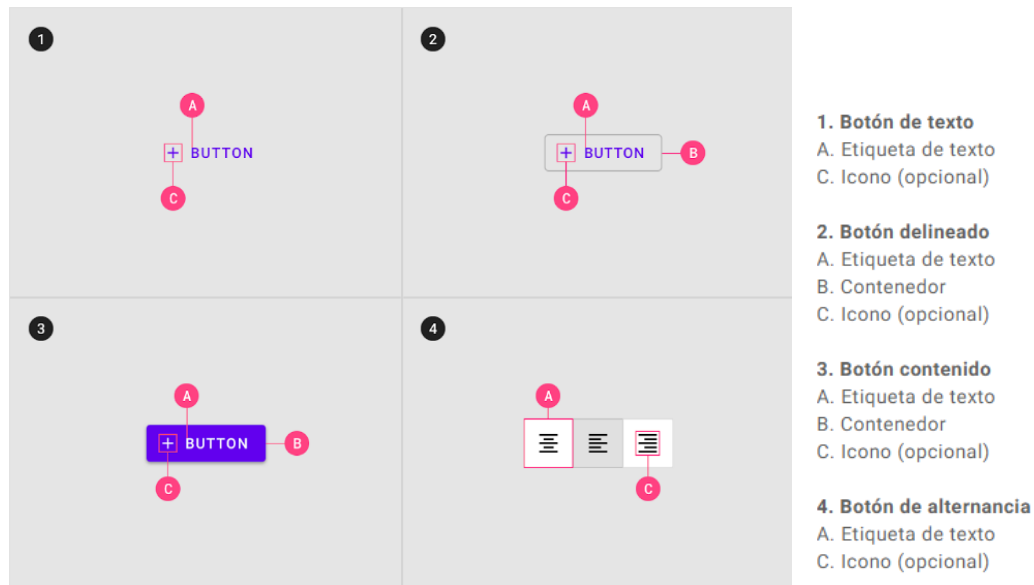 1
A
+ BUTTON
C
2
A
+ BUTTON
B
C
3
A
+ BUTTON
B
C
4
A
C
1. Botón de texto
A. Etiqueta de texto
C. Icono (opcional)
2. Botón delineado
A. Etiqueta de texto
B. Contenedor
C. Icono (opcional)
3. Botón contenido
A. Etiqueta de texto
B. Contenedor
C. Icono (opcional)
4. Botón de alternancia
A. Etiqueta de texto
C. Icono (opcional)